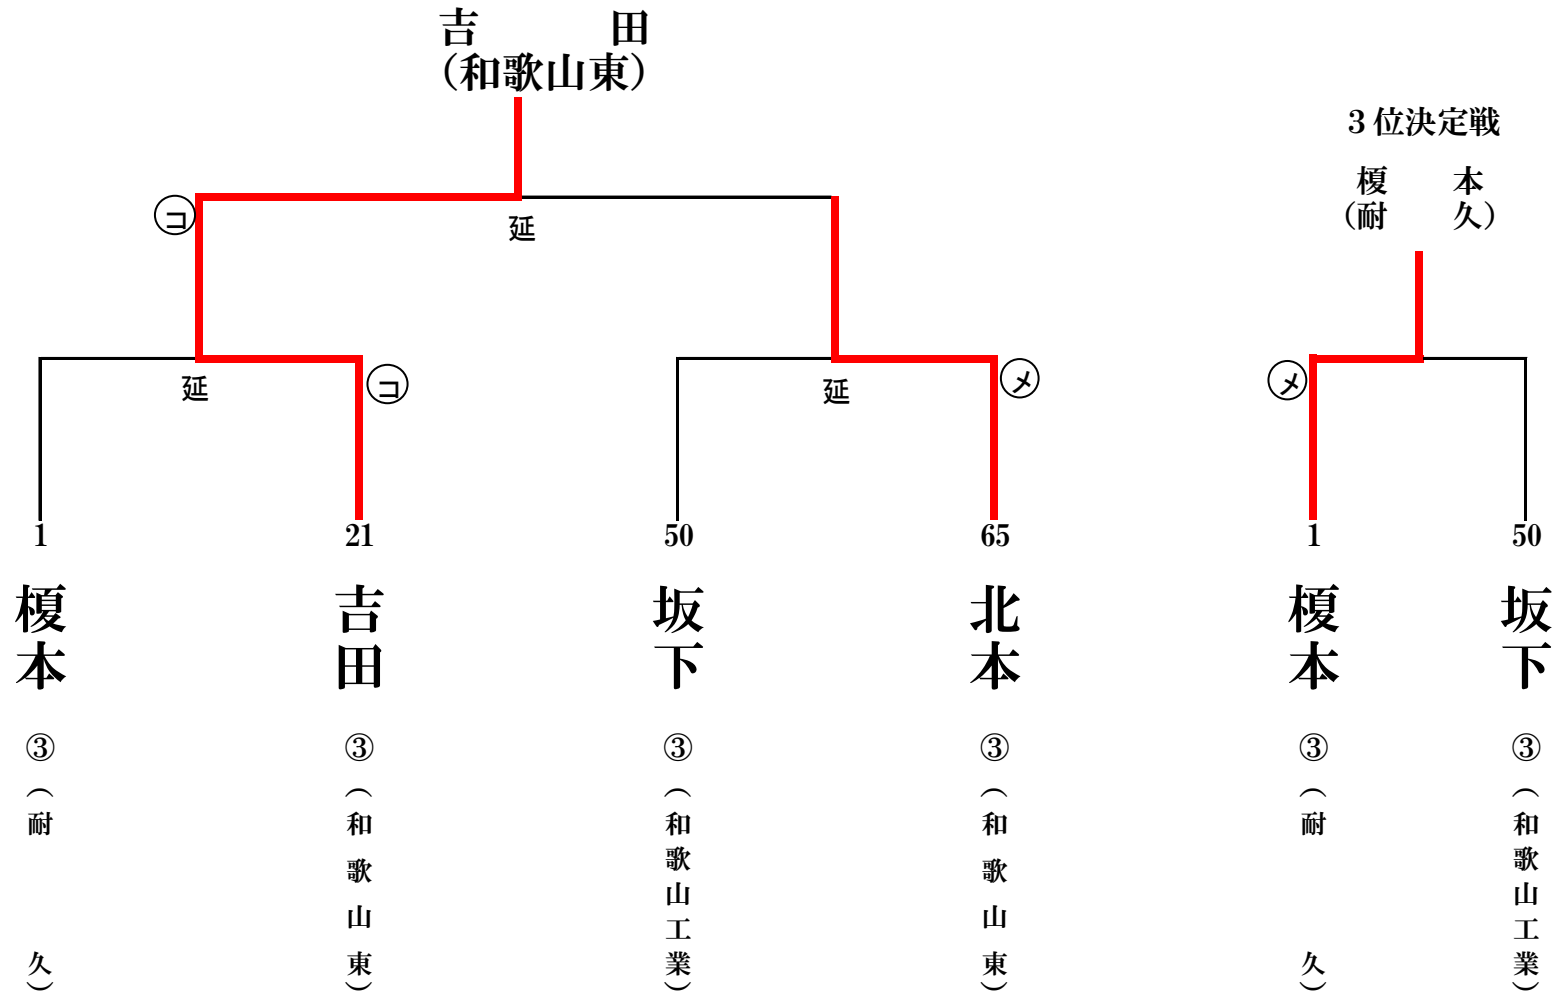 吉　田
（和歌山東）
３位決定戦
榎　本
（耐　久）
コ
延
延
コ
延
メ
メ
1
21
50
65
1
50
榎本③（耐久）
吉田③（和歌山東）
坂下③（和歌山工業）
北本③（和歌山東）
榎本③（耐久）
坂下③（和歌山工業）